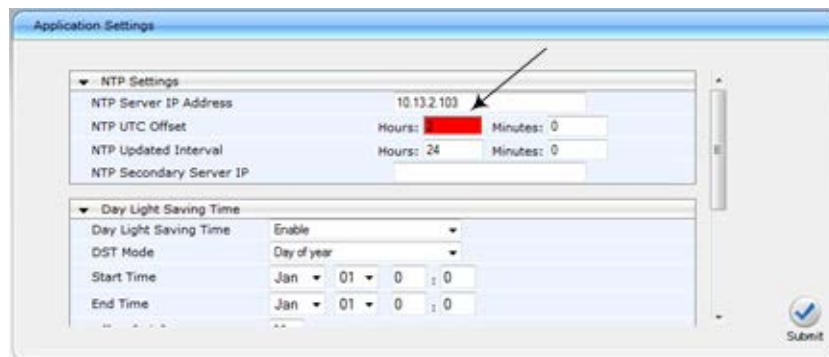 Application Settings
NTP Settings
NTP Server IP Address 10.13.2.103
NTP UTC Offset Hours: Minutes: 0
NTP Updated Interval Hours: 24 Minutes: 0
NTP Secondary Server IP
Day Light Saving Time
Day Light Saving Time Enable
DST Mode Day of year
Start Time Jan 01 0 : 0
End Time Jan 01 0 : 0
Submit